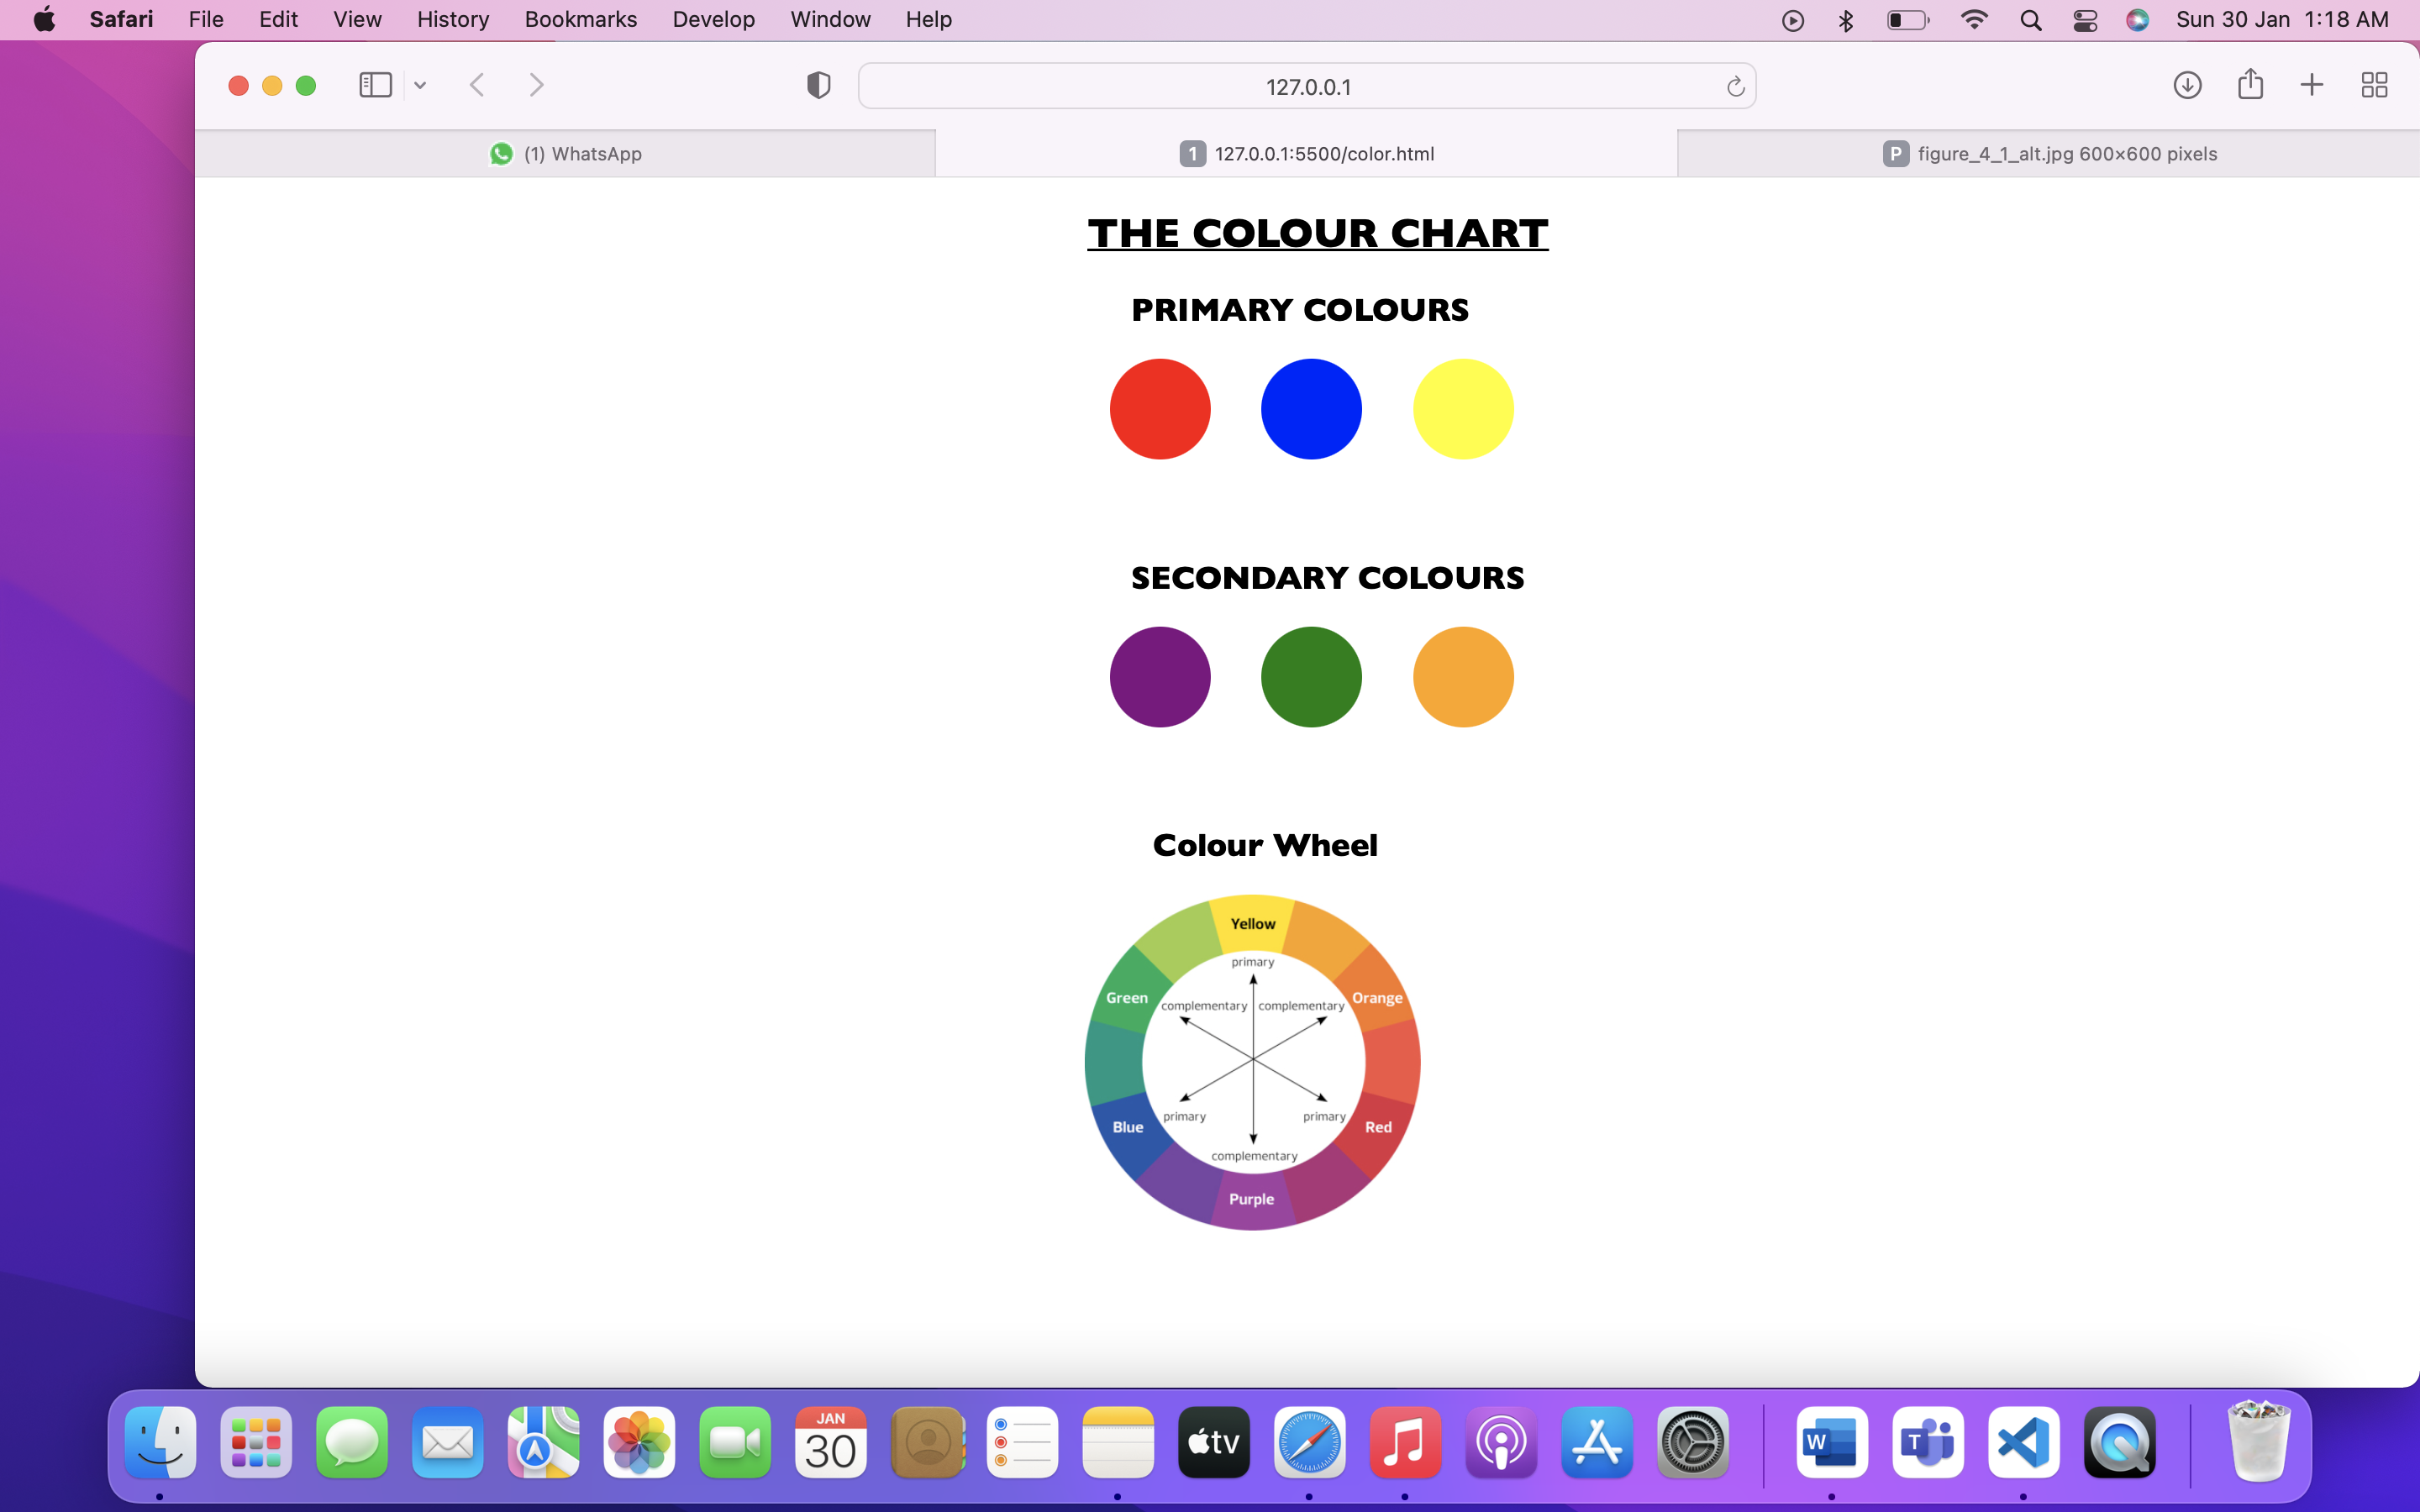 Safari File Edit View History Bookmarks Develop Window Help Sun 30 Jan 1:18 AM
127.0.0.1
(1) WhatsApp
1 127.0.0.1:5500/color.html
P figure_4_1_alt.jpg 600×600 pixels
THE COLOUR CHART
PRIMARY COLOURS
SECONDARY COLOURS
Colour Wheel
Yellow
primary
Green complementary complementary Orange
Blue primary primary Red
complementary
Purple
JAN
30
tv
W
T